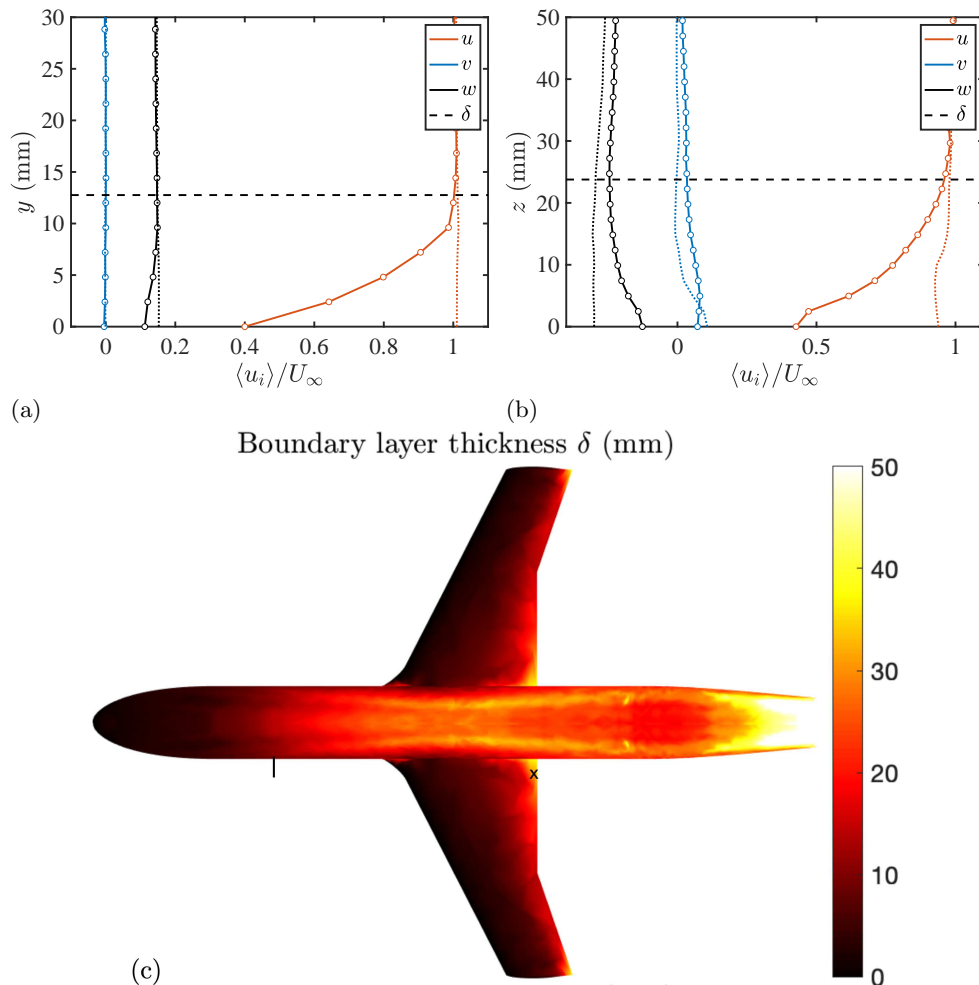 30
25
20
15
10
5
0
y (mm)
0 0.2 0.4 0.6 0.8 1
⟨u_i⟩/U_∞
u
v
w
δ
(a)
50
40
30
20
10
0
z (mm)
0 0.5 1
⟨u_i⟩/U_∞
u
v
w
δ
(b)
Boundary layer thickness δ (mm)
50
40
30
20
10
0
x
(c)